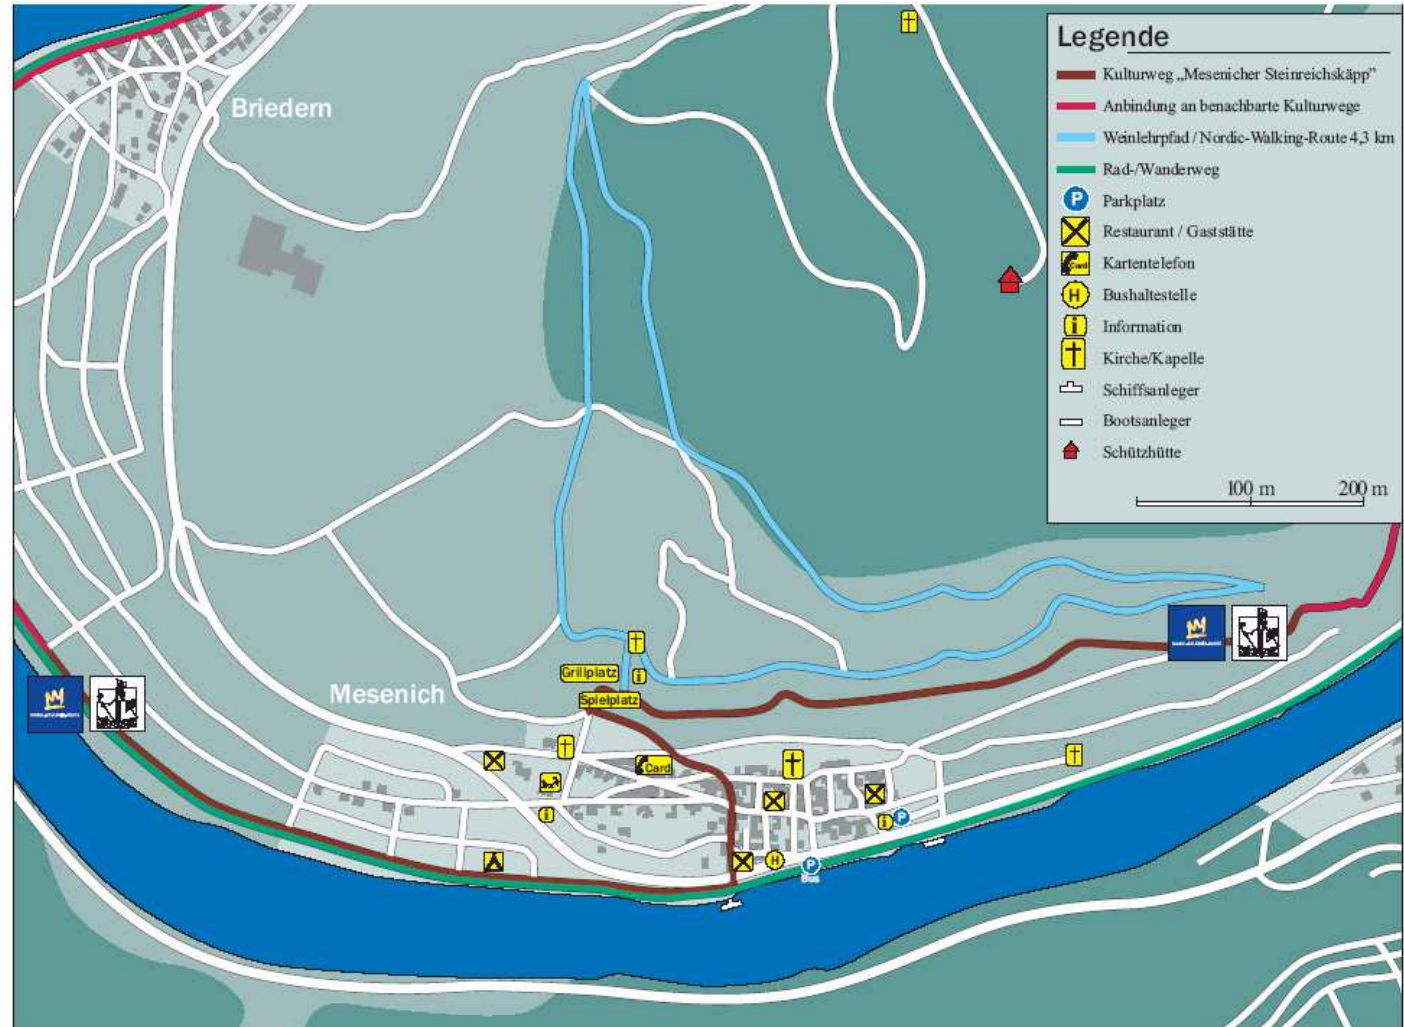 Briedern
Legende
Kulturweg „Mesenicher Steinreichskäpp”
Anbindung an benachbarte Kulturwege
Weinlehrpfad / Nordic-Walking-Route 4,3 km
Rad-/Wanderweg
P Parkplatz
Restaurant / Gaststätte
Card Kartentelefon
H Bushaltestelle
i Information
Kirche/Kapelle
Schiffsanleger
Bootsanleger
Schützhütte
100 m 200 m
Mesenich
Grillplatz i
Spielplatz
Card
i
i P
H P
Bus